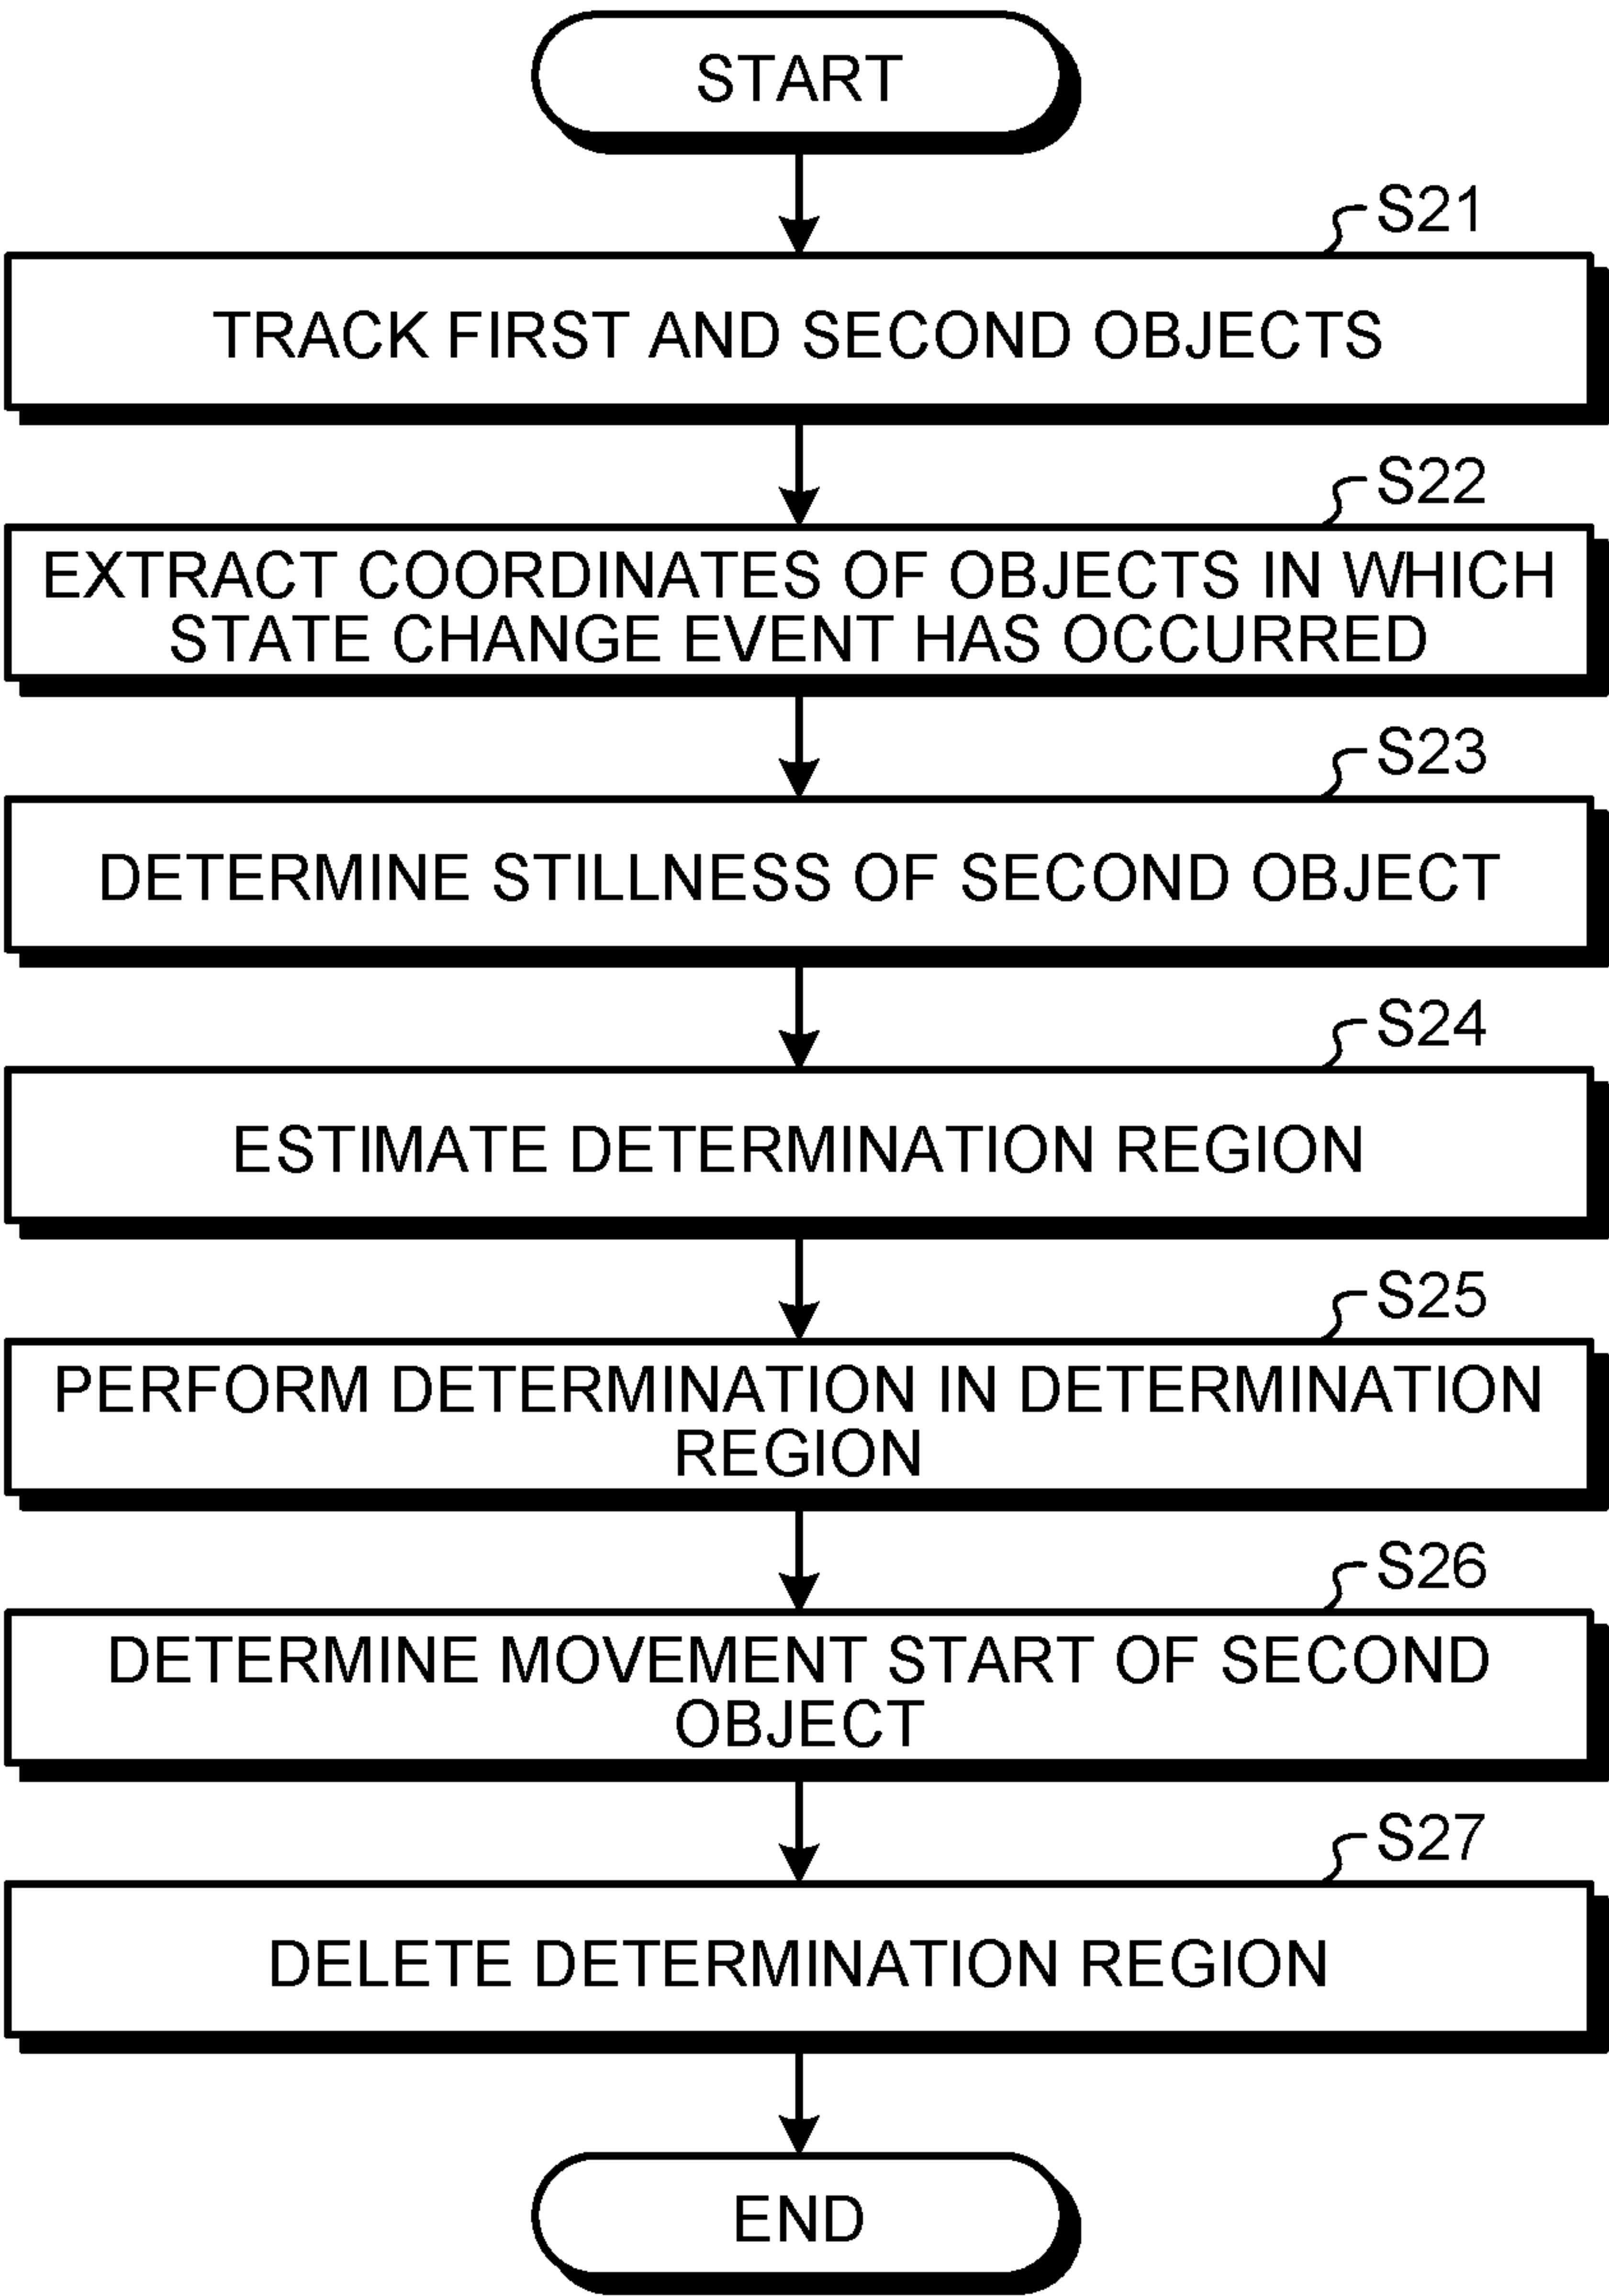 START
S21
TRACK FIRST AND SECOND OBJECTS
S22
EXTRACT COORDINATES OF OBJECTS IN WHICH
STATE CHANGE EVENT HAS OCCURRED
S23
DETERMINE STILLNESS OF SECOND OBJECT
S24
ESTIMATE DETERMINATION REGION
S25
PERFORM DETERMINATION IN DETERMINATION
REGION
S26
DETERMINE MOVEMENT START OF SECOND
OBJECT
S27
DELETE DETERMINATION REGION
END